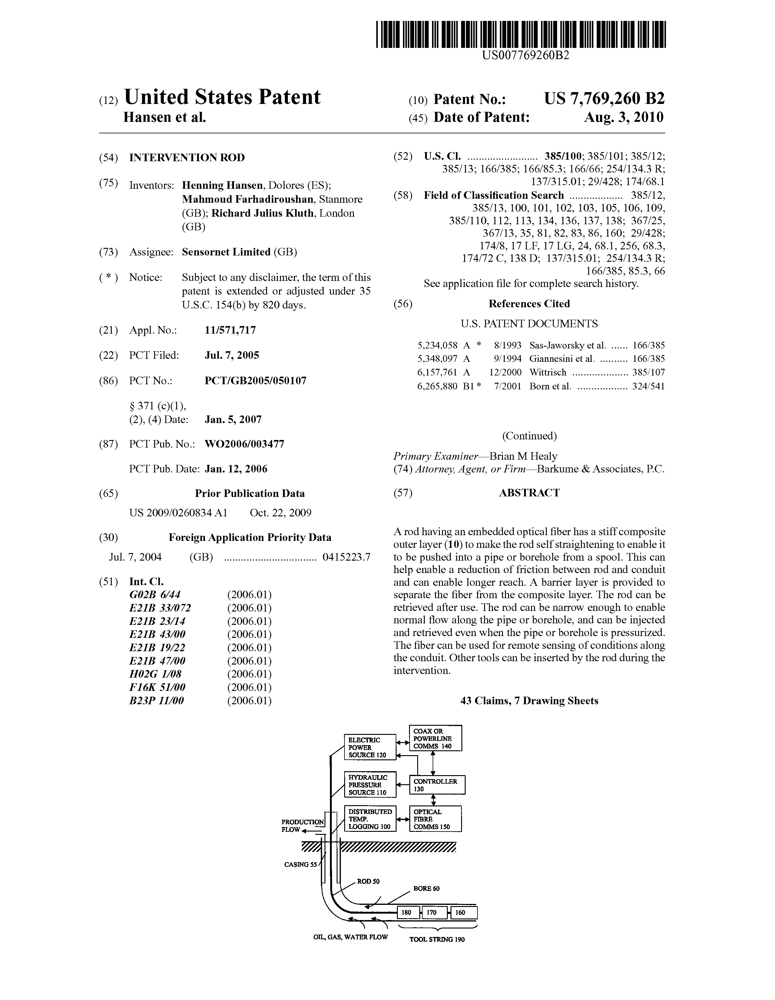 US007769260B2
(12) United States Patent
Hansen et al.
(10) Patent No.: US 7,769,260 B2
(45) Date of Patent: Aug. 3, 2010
(54) INTERVENTION ROD
(75) Inventors: Henning Hansen, Dolores (ES);
Mahmoud Farhadiroushan, Stanmore
(GB); Richard Julius Kluth, London
(GB)
(73) Assignee: Sensornet Limited (GB)
( * ) Notice: Subject to any disclaimer, the term of this
patent is extended or adjusted under 35
U.S.C. 154(b) by 820 days.
(21) Appl. No.: 11/571,717
(22) PCT Filed: Jul. 7, 2005
(86) PCT No.: PCT/GB2005/050107
§ 371 (c)(1),
(2), (4) Date: Jan. 5, 2007
(87) PCT Pub. No.: WO2006/003477
PCT Pub. Date: Jan. 12, 2006
(65) Prior Publication Data
US 2009/0260834 A1 Oct. 22, 2009
(30) Foreign Application Priority Data
Jul. 7, 2004 (GB) ................................. 0415223.7
(51) Int. Cl.
G02B 6/44 (2006.01)
E21B 33/072 (2006.01)
E21B 23/14 (2006.01)
E21B 43/00 (2006.01)
E21B 19/22 (2006.01)
E21B 47/00 (2006.01)
H02G 1/08 (2006.01)
F16K 51/00 (2006.01)
B23P 11/00 (2006.01)
(52) U.S. Cl. ......................... 385/100; 385/101; 385/12;
385/13; 166/385; 166/85.3; 166/66; 254/134.3 R;
137/315.01; 29/428; 174/68.1
(58) Field of Classification Search ................... 385/12,
385/13, 100, 101, 102, 103, 105, 106, 109,
385/110, 112, 113, 134, 136, 137, 138; 367/25,
367/13, 35, 81, 82, 83, 86, 160; 29/428;
174/8, 17 LF, 17 LG, 24, 68.1, 256, 68.3,
174/72 C, 138 D; 137/315.01; 254/134.3 R;
166/385, 85.3, 66
See application file for complete search history.
(56) References Cited
U.S. PATENT DOCUMENTS
5,234,058 A * 8/1993 Sas-Jaworsky et al. ...... 166/385
5,348,097 A 9/1994 Giannesini et al. .......... 166/385
6,157,761 A 12/2000 Wittrisch .................... 385/107
6,265,880 B1 * 7/2001 Born et al. .................. 324/541
(Continued)
Primary Examiner—Brian M Healy
(74) Attorney, Agent, or Firm—Barkume & Associates, P.C.
(57) ABSTRACT
A rod having an embedded optical fiber has a stiff composite
outer layer (10) to make the rod self straightening to enable it
to be pushed into a pipe or borehole from a spool. This can
help enable a reduction of friction between rod and conduit
and can enable longer reach. A barrier layer is provided to
separate the fiber from the composite layer. The rod can be
retrieved after use. The rod can be narrow enough to enable
normal flow along the pipe or borehole, and can be injected
and retrieved even when the pipe or borehole is pressurized.
The fiber can be used for remote sensing of conditions along
the conduit. Other tools can be inserted by the rod during the
intervention.
43 Claims, 7 Drawing Sheets
ELECTRIC
POWER
SOURCE 120
COAX OR
POWERLINE
COMMS 140
HYDRAULIC
PRESSURE
SOURCE 110
CONTROLLER
130
DISTRIBUTED
TEMP.
LOGGING 100
OPTICAL
FIBRE
COMMS 150
PRODUCTION
FLOW
CASING 55
ROD 50
BORE 60
180 170 160
OIL, GAS, WATER FLOW
TOOL STRING 190